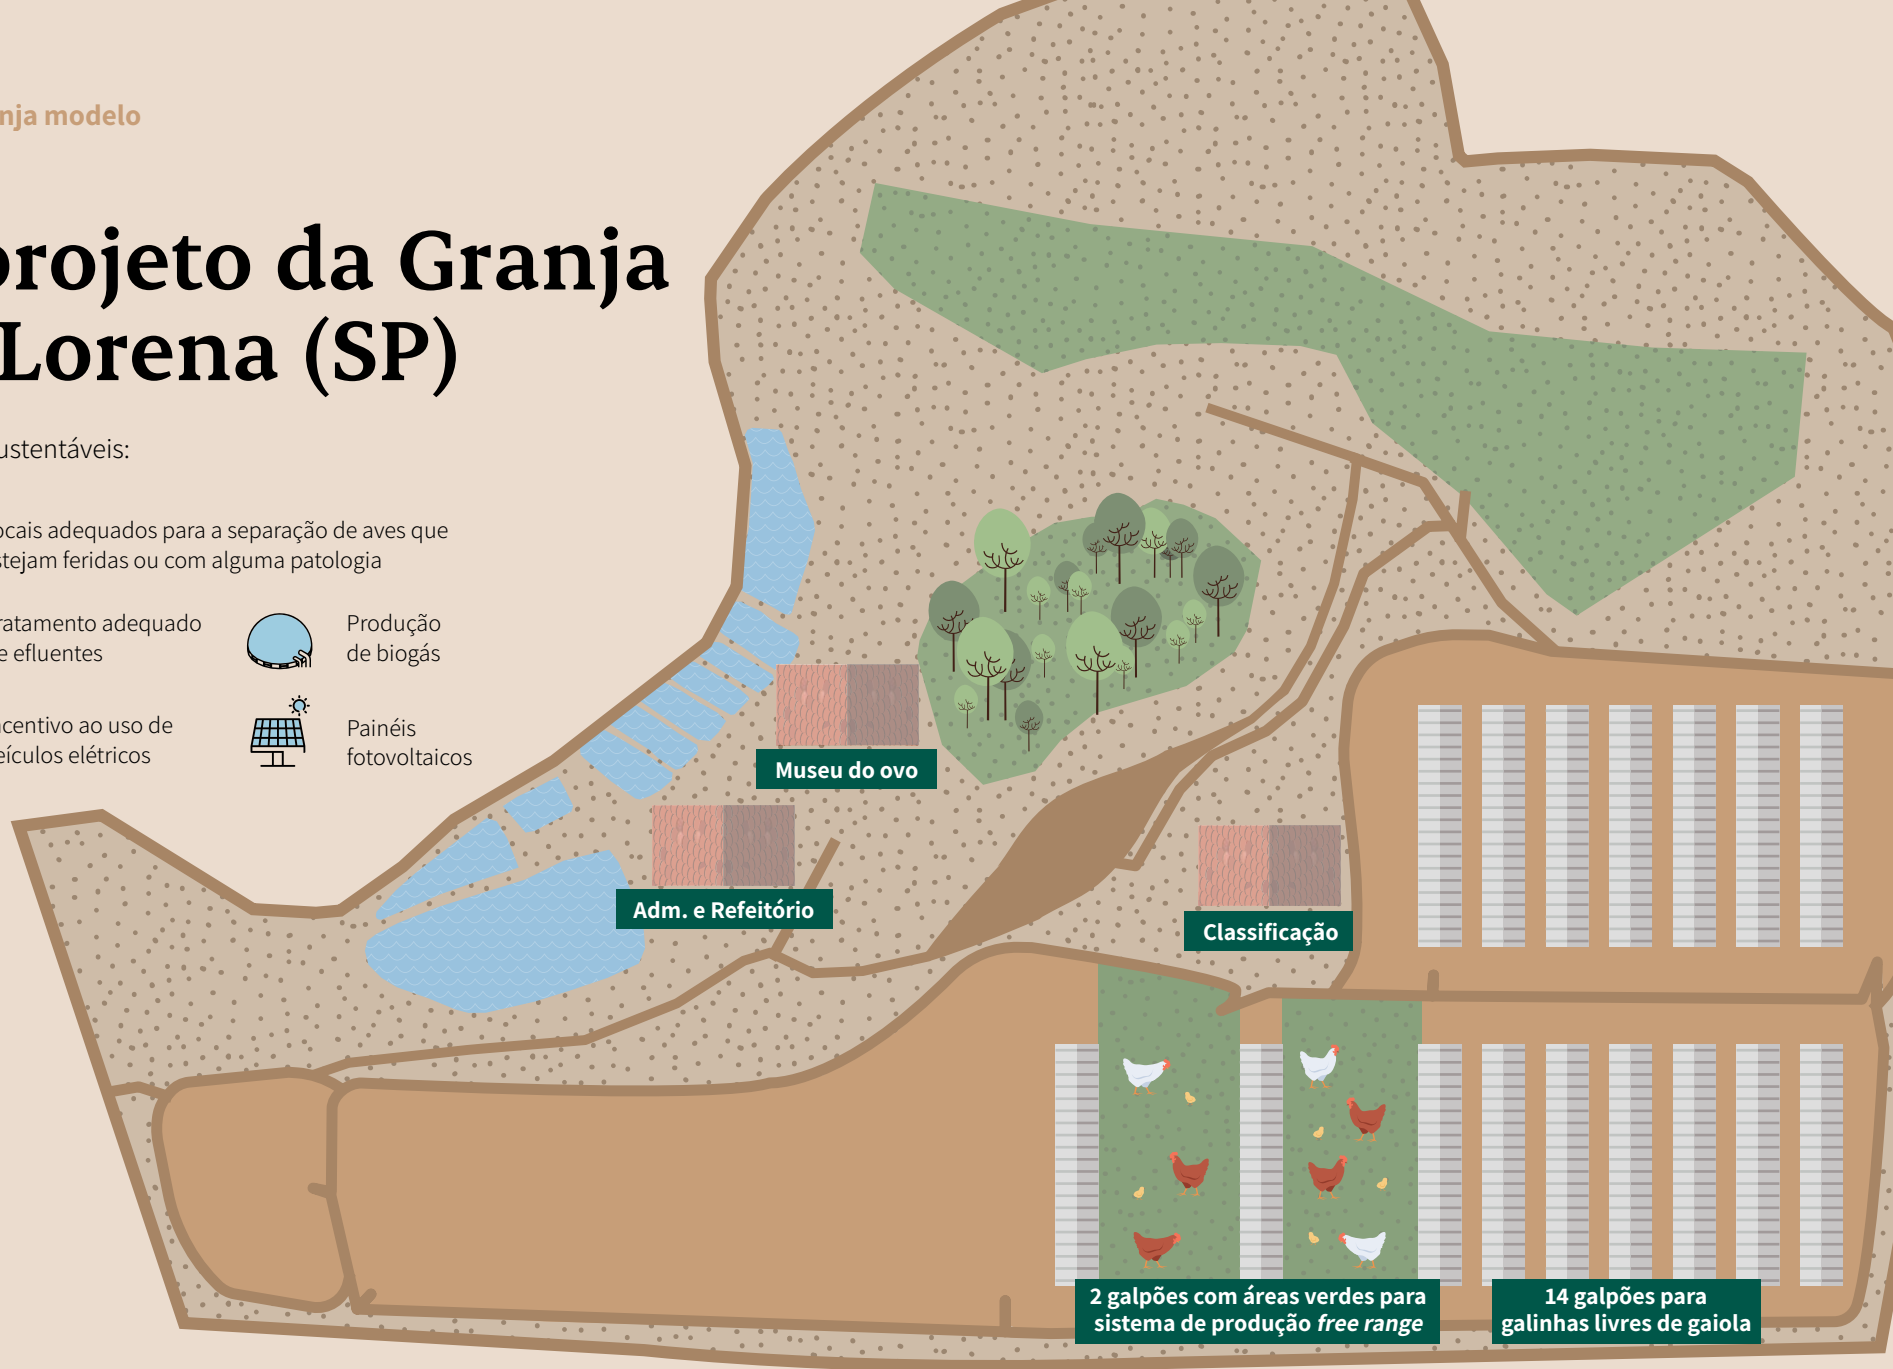 nja modelo
projeto da Granja
Lorena (SP)
ustentáveis:
ocais adequados para a separação de aves que
stejam feridas ou com alguma patologia
ratamento adequado
e efluentes
Produção
de biogás
ncentivo ao uso de
eículos elétricos
Painéis
fotovoltaicos
Museu do ovo
Adm. e Refeitório
Classificação
2 galpões com áreas verdes para
sistema de produção free range
14 galpões para
galinhas livres de gaiola